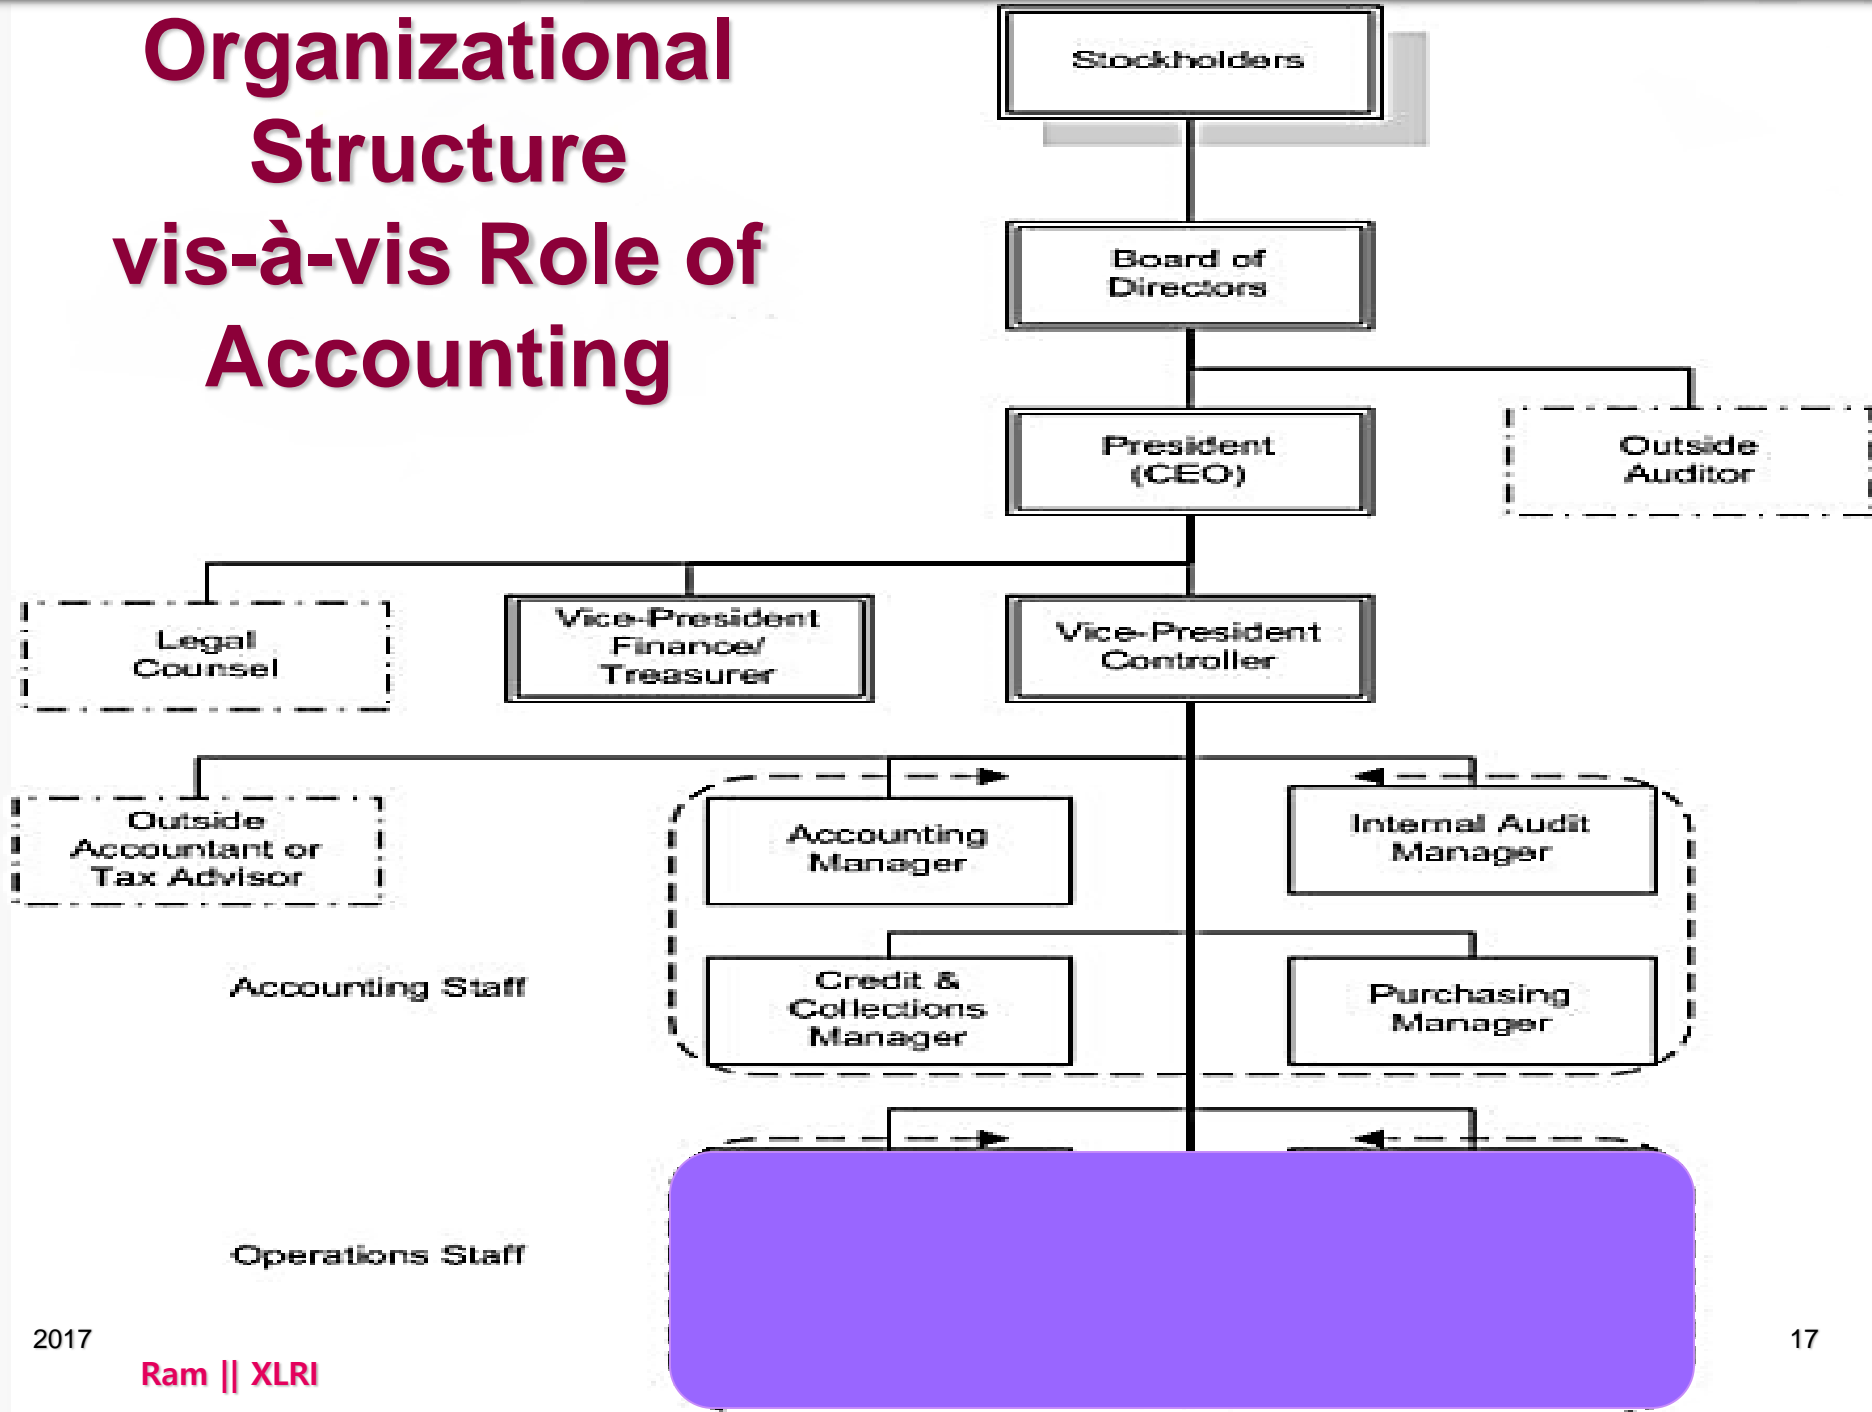 Organizational
Structure
vis-à-vis Role of
Accounting
Stockholders
Board of
Directors
President
(CEO)
Outside
Auditor
Legal
Counsel
Vice-President
Finance/
Treasurer
Vice-President
Controller
Outside
Accountant or
Tax Advisor
Accounting
Manager
Internal Audit
Manager
Accounting Staff
Credit &
Collections
Manager
Purchasing
Manager
Operations Staff
2017
Ram || XLRI
17